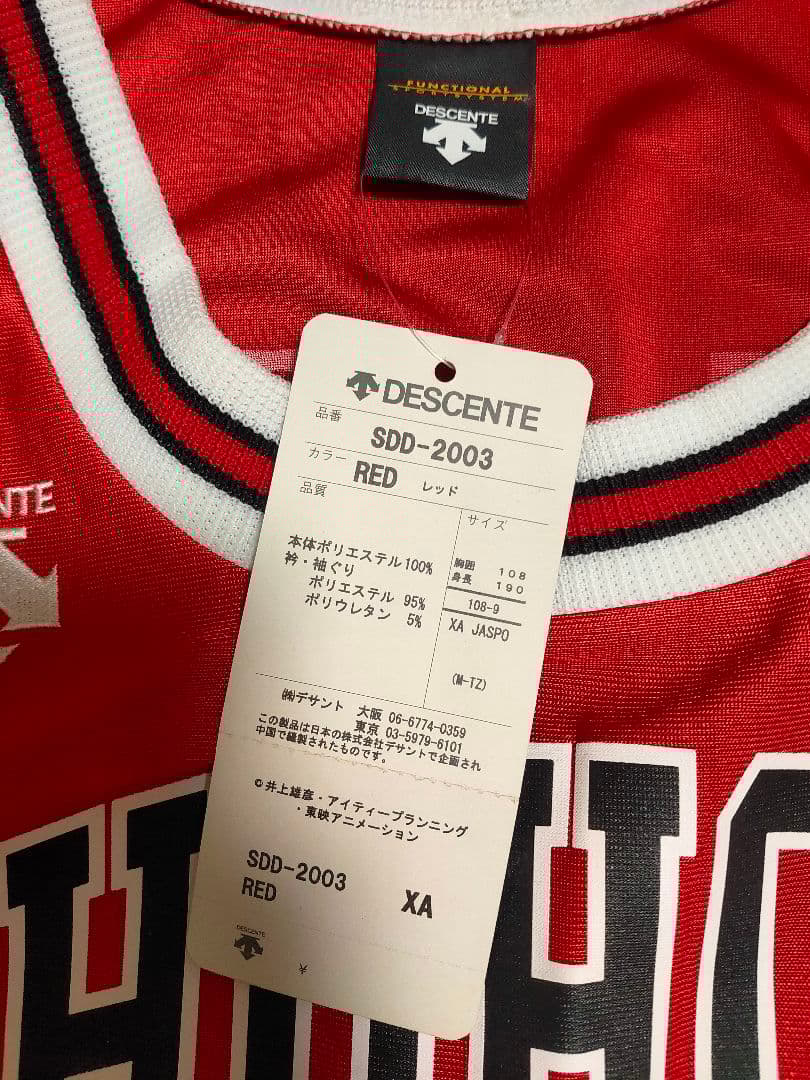 FUNCTIONAL
SPORTSYSTEM
DESCENTE
DESCENTE
品番
SDD-2003
カラー
RED レッド
品質
サイズ
本体ポリエステル100%
衿・袖ぐり
ポリエステル 95%
ポリウレタン 5%
胸囲 108
身長 190
108-9
XA JASPO
(M-TZ)
㈱デサント 大阪 06-6774-0359
東京 03-5979-6101
この製品は日本の株式会社デサントで企画され
中国で縫製されたものです。
©井上雄彦・アイティープランニング
・東映アニメーション
SDD-2003
RED
XA
DESCENTE
¥
NTE
HO